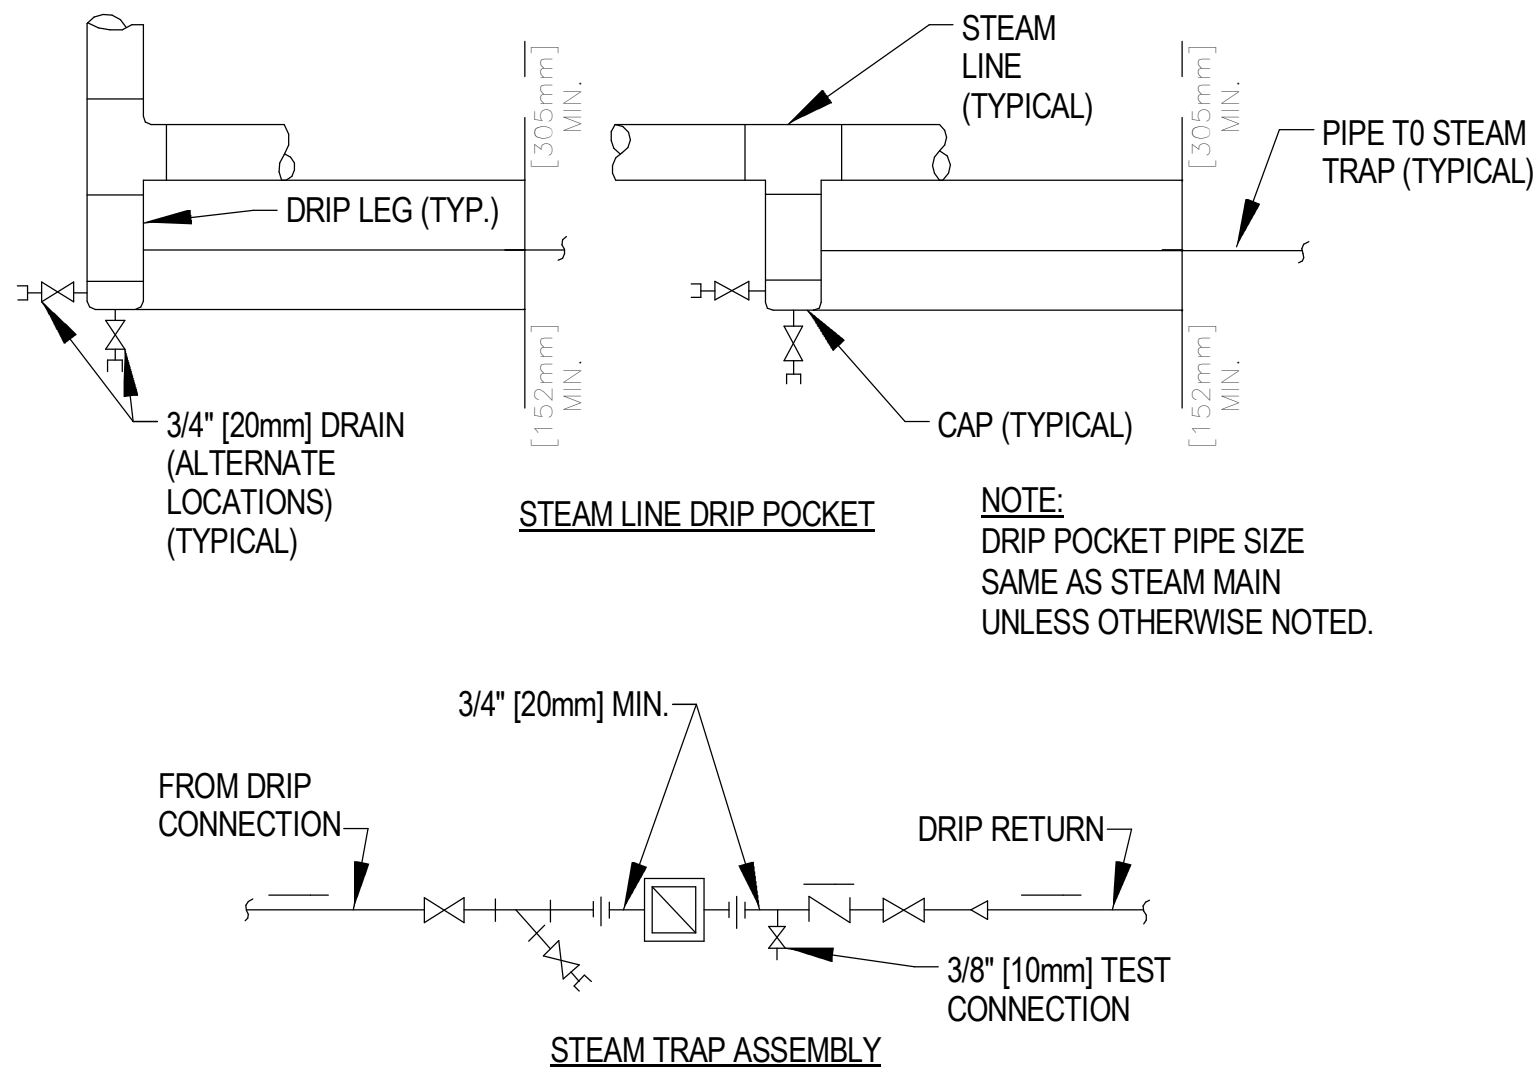 STEAM
LINE
(TYPICAL)
[305mm]
MIN.
[305mm]
MIN.
PIPE T0 STEAM
TRAP (TYPICAL)
DRIP LEG (TYP.)
[152mm]
MIN.
[152mm]
MIN.
3/4" [20mm] DRAIN
(ALTERNATE
LOCATIONS)
(TYPICAL)
CAP (TYPICAL)
STEAM LINE DRIP POCKET
NOTE:
DRIP POCKET PIPE SIZE
SAME AS STEAM MAIN
UNLESS OTHERWISE NOTED.
3/4" [20mm] MIN.
FROM DRIP
CONNECTION
DRIP RETURN
3/8" [10mm] TEST
CONNECTION
STEAM TRAP ASSEMBLY